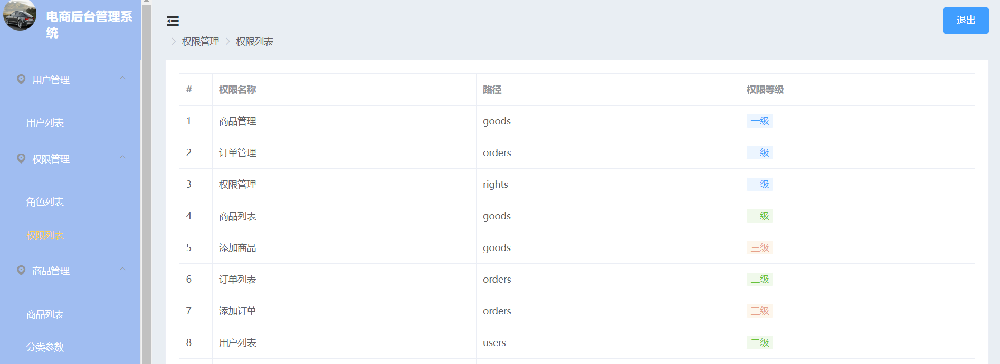 电商后台管理系
统
用户管理
用户列表
权限管理
角色列表
权限列表
商品管理
商品列表
分类参数
退出
权限管理 权限列表
# 权限名称 路径 权限等级
1 商品管理 goods 一级
2 订单管理 orders 一级
3 权限管理 rights 一级
4 商品列表 goods 二级
5 添加商品 goods 三级
6 订单列表 orders 二级
7 添加订单 orders 三级
8 用户列表 users 二级